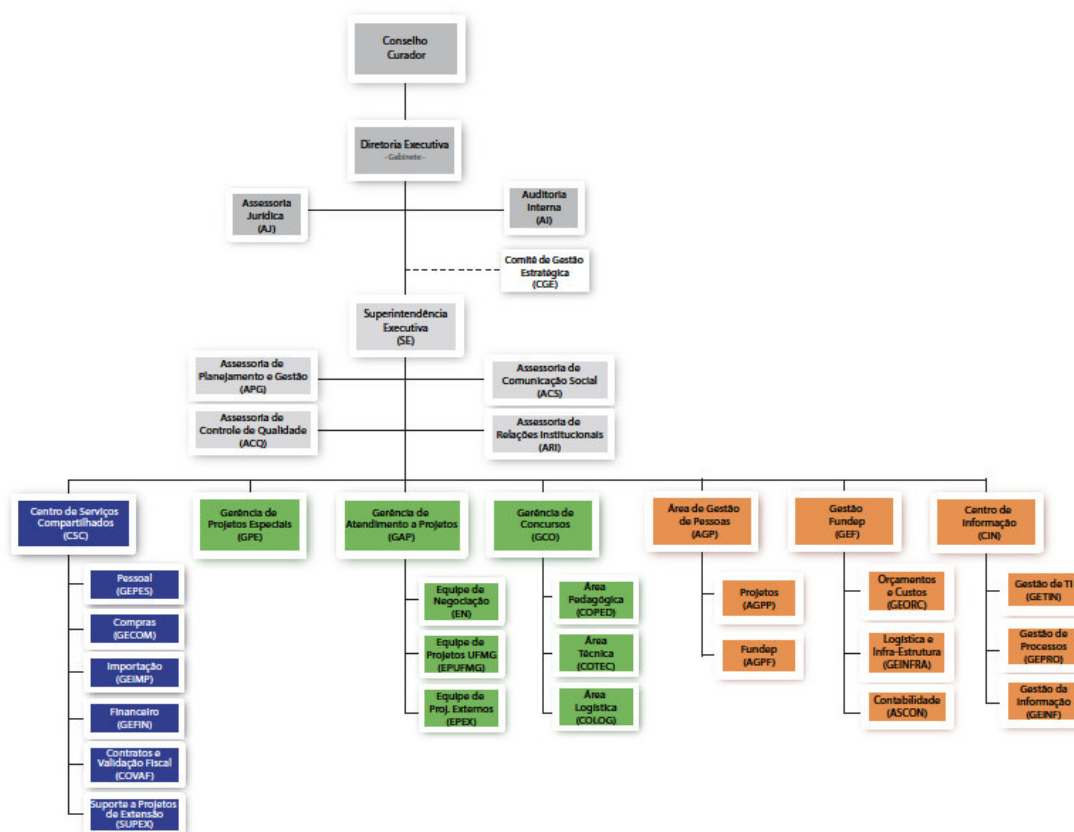 Conselho
Curador
Diretoria Executiva
- Gabinete -
Assessoria
Jurídica
(AJ)
Auditoria
Interna
(AI)
Comitê de Gestão
Estratégica
(CGE)
Superintendência
Executiva
(SE)
Assessoria de
Planejamento e Gestão
(APG)
Assessoria de
Comunicação Social
(ACS)
Assessoria de
Controle de Qualidade
(ACQ)
Assessoria de
Relações Institucionais
(ARI)
Centro de Serviços
Compartilhados
(CSC)
Gerência de
Projetos Especiais
(GPE)
Gerência de
Atendimento a Projetos
(GAP)
Gerência de
Concursos
(GCO)
Área de Gestão
de Pessoas
(AGP)
Gestão
Fundep
(GEF)
Centro de
Informação
(CIN)
Pessoal
(GEPES)
Compras
(GECOM)
Importação
(GEIMP)
Financeiro
(GEFIN)
Contratos e
Validação Fiscal
(COVAF)
Suporte a Projetos
de Extensão
(SUPEX)
Equipe de
Negociação
(EN)
Equipe de
Projetos UFMG
(EPUFMG)
Equipe de
Proj. Externos
(EPEX)
Área
Pedagógica
(COPED)
Área
Técnica
(COTEC)
Área
Logística
(COLOG)
Projetos
(AGPP)
Fundep
(AGPF)
Orçamentos
e Custos
(GEORC)
Logística e
Infra-Estrutura
(GEINFRA)
Contabilidade
(ASCON)
Gestão de TI
(GETIN)
Gestão de
Processos
(GEPRO)
Gestão da
Informação
(GEINF)